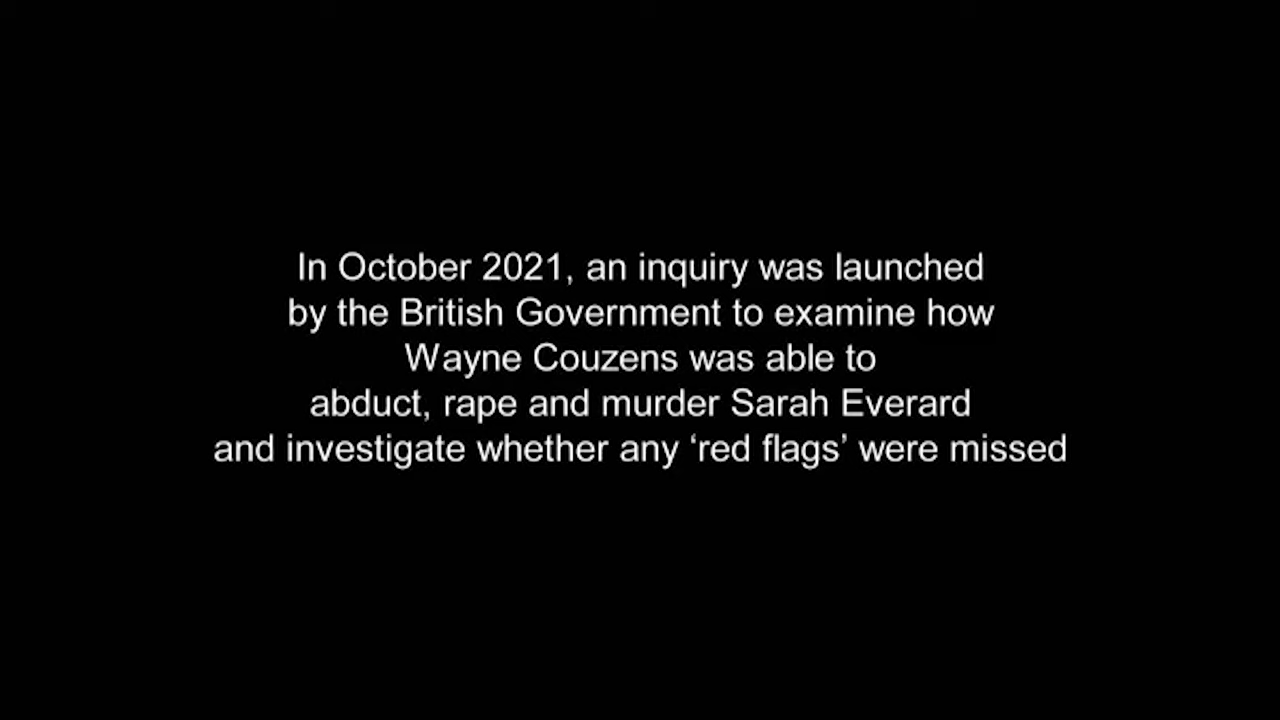 In October 2021, an inquiry was launched
by the British Government to examine how
Wayne Couzens was able to
abduct, rape and murder Sarah Everard
and investigate whether any ‘red flags’ were missed